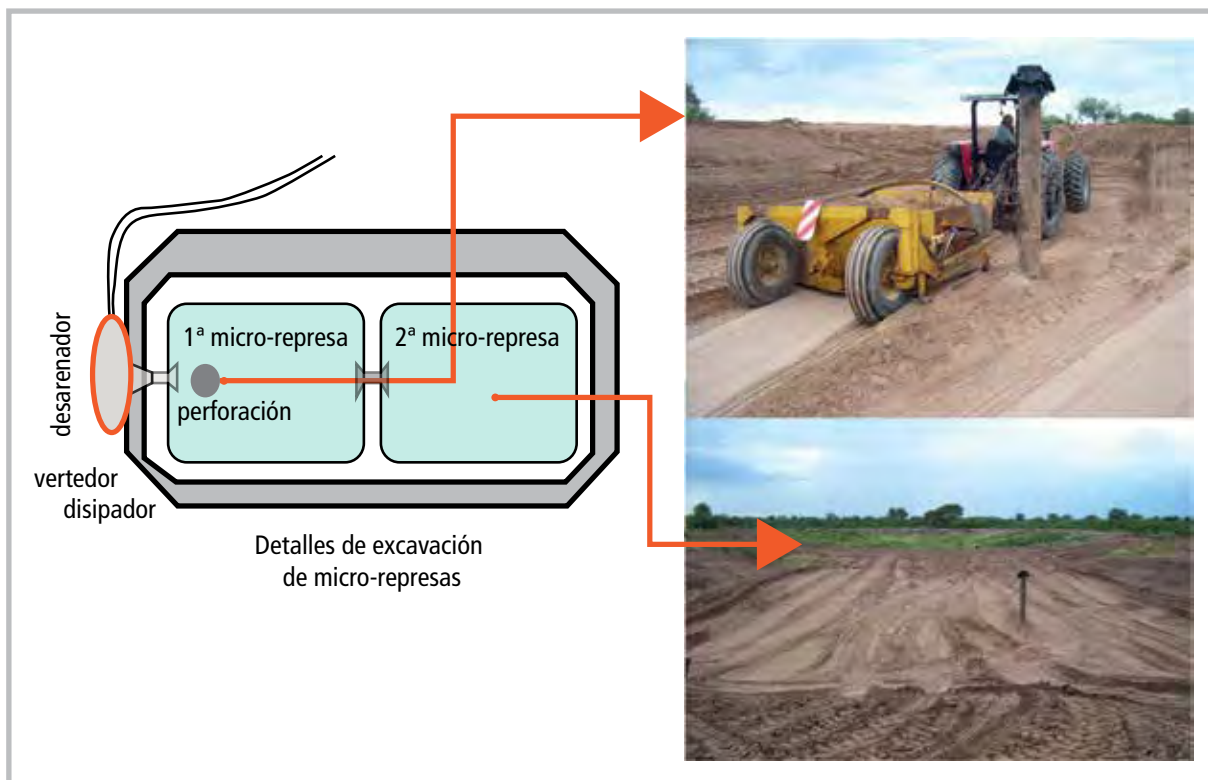 desarenador
1ª micro-represa
2ª micro-represa
perforación
vertedor
disipador
Detalles de excavación
de micro-represas